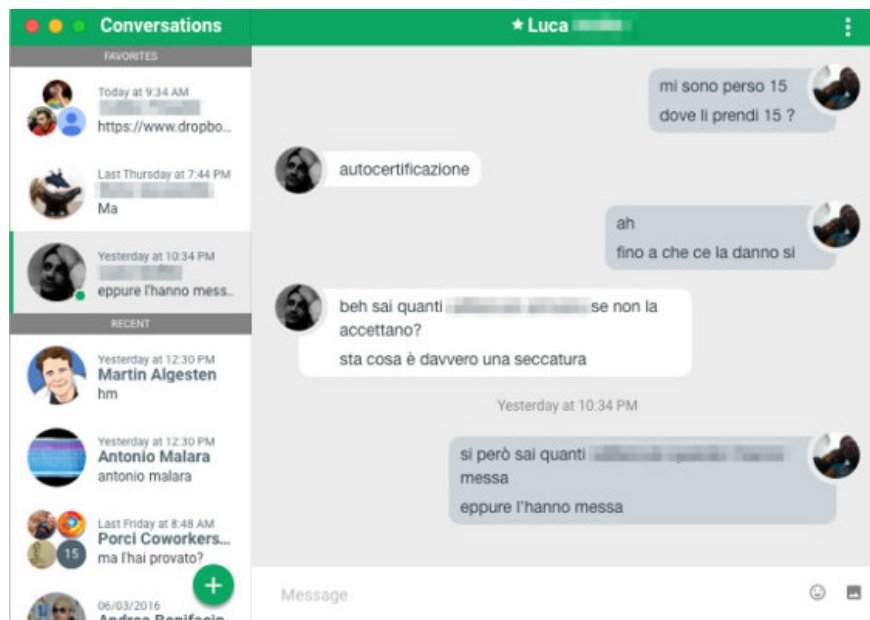 Conversations
FAVORITES
Today at 9:34 AM
https://www.dropbo...
Last Thursday at 7:44 PM
Ma
Yesterday at 10:34 PM
eppure l'hanno mess..
RECENT
Yesterday at 12:30 PM
Martin Algesten
hm
Yesterday at 12:30 PM
Antonio Malara
antonio malara
Last Friday at 8:48 AM
Porci Coworkers...
15
ma l'hai provato?
+
06/03/2016
Andrea Bonifacin
★ Luca
mi sono perso 15
dove li prendi 15 ?
autocertificazione
ah
fino a che ce la danno si
beh sai quanti se non la
accettano?
sta cosa è davvero una seccatura
Yesterday at 10:34 PM
si però sai quanti
messa
eppure l'hanno messa
Message